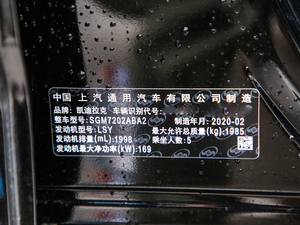 中国 上汽通用汽车有限公司制造
品牌: 凯迪拉克 车辆识别代号:
整车型号: SGM7202ABA2 制造年月: 2020-02
发动机型号: LSY 最大允许总质量(kg): 1985
发动机排量(mL): 1998 乘坐人数: 5
发动机最大净功率(kW): 169